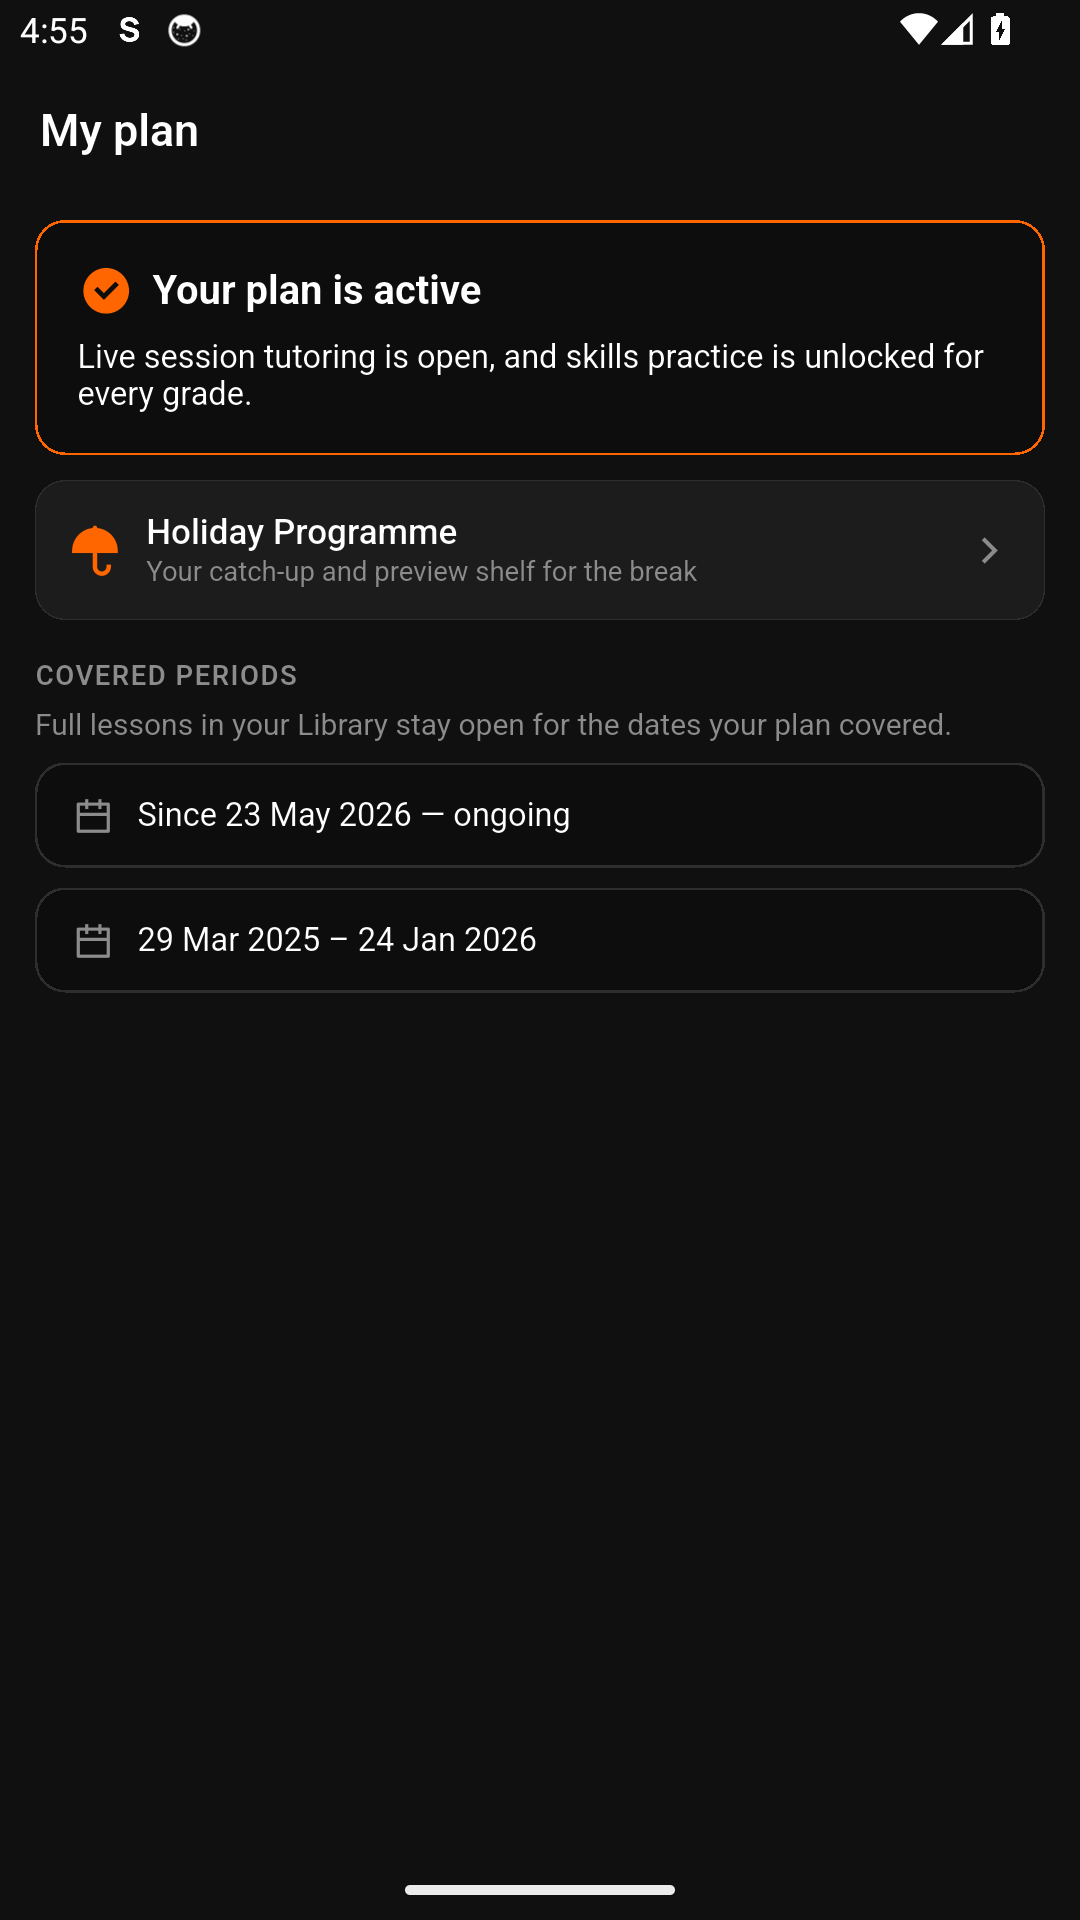 4:55 S
My plan
Your plan is active
Live session tutoring is open, and skills practice is unlocked for
every grade.
Holiday Programme
Your catch-up and preview shelf for the break
COVERED PERIODS
Full lessons in your Library stay open for the dates your plan covered.
Since 23 May 2026 — ongoing
29 Mar 2025 – 24 Jan 2026